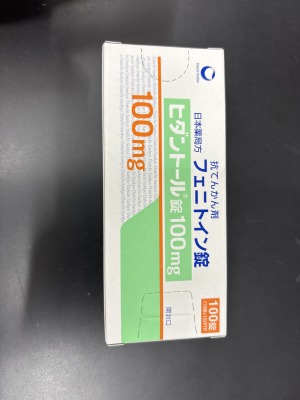 抗てんかん剤
日本薬局方
フェニトイン錠
ヒダントール®錠100mg
100mg
100錠
開封口